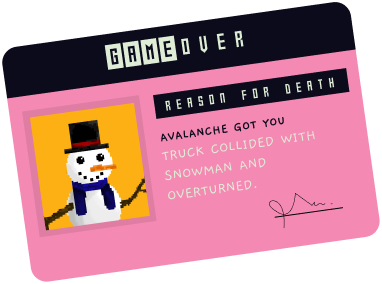 GAMEOVER
REASON FOR DEATH
AVALANCHE GOT YOU
TRUCK COLLIDED WITH
SNOWMAN AND
OVERTURNED.